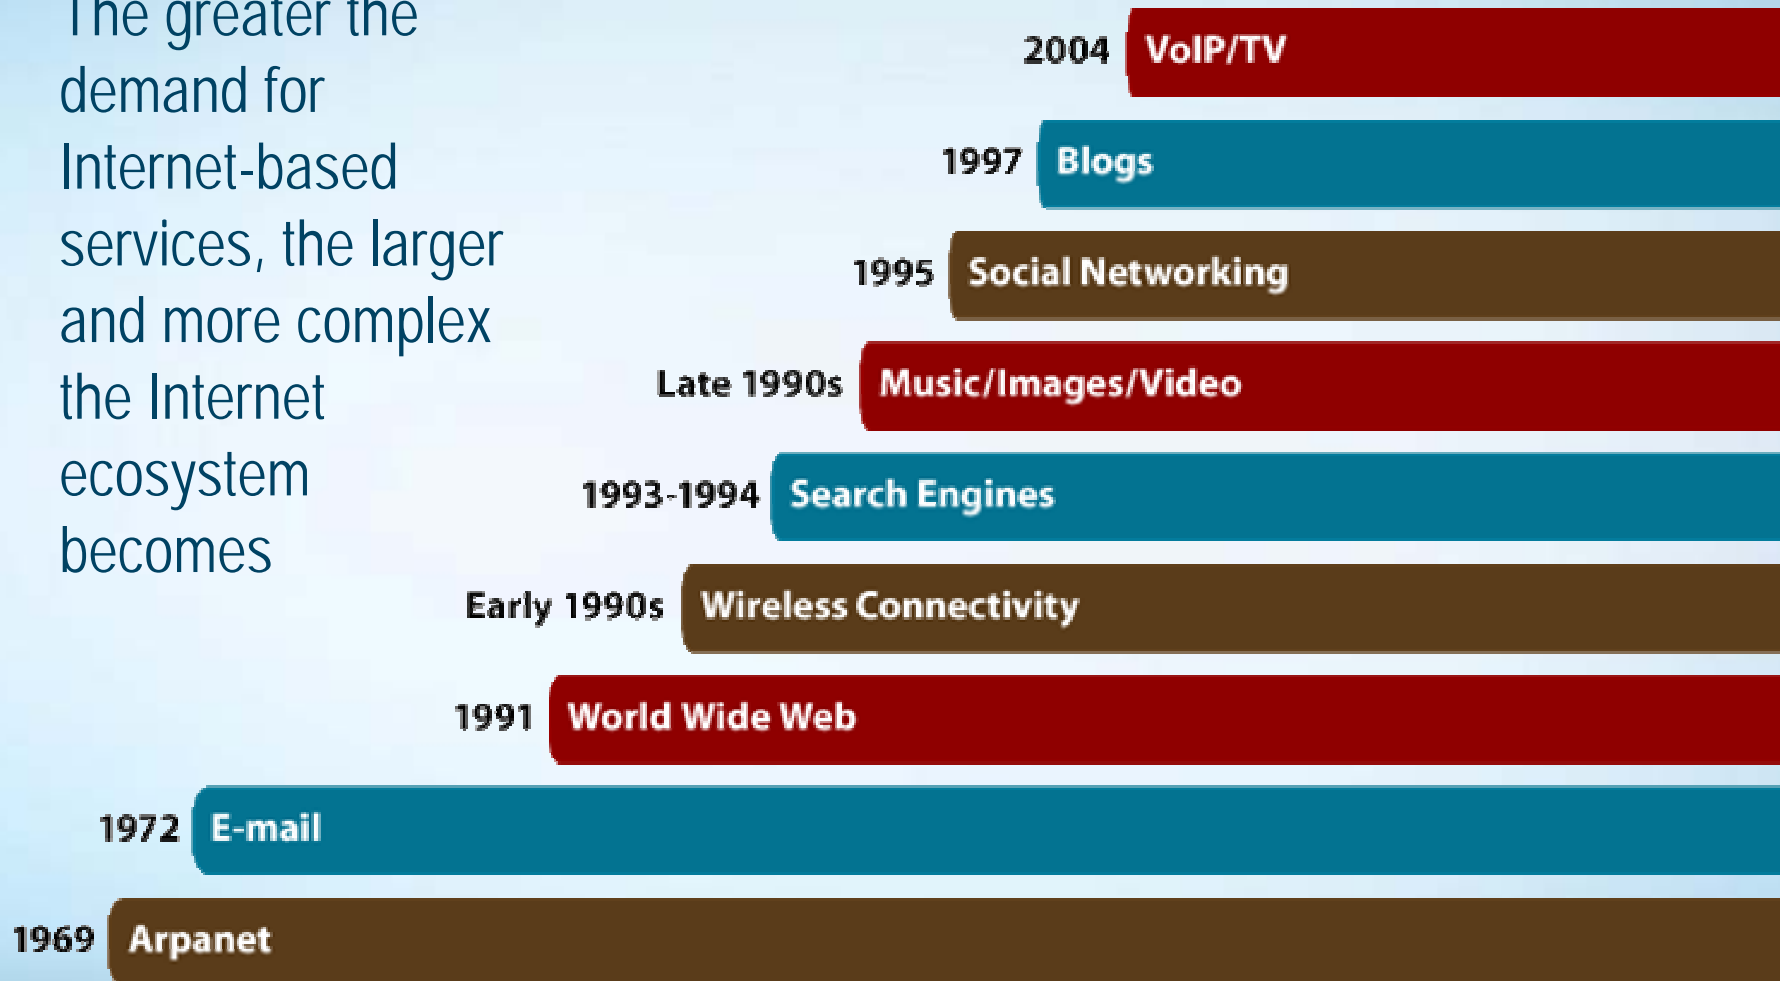 The greater the
demand for
Internet-based
services, the larger
and more complex
the Internet
ecosystem
becomes
2004 VoIP/TV
1997 Blogs
1995 Social Networking
Late 1990s Music/Images/Video
1993-1994 Search Engines
Early 1990s Wireless Connectivity
1991 World Wide Web
1972 E-mail
1969 Arpanet